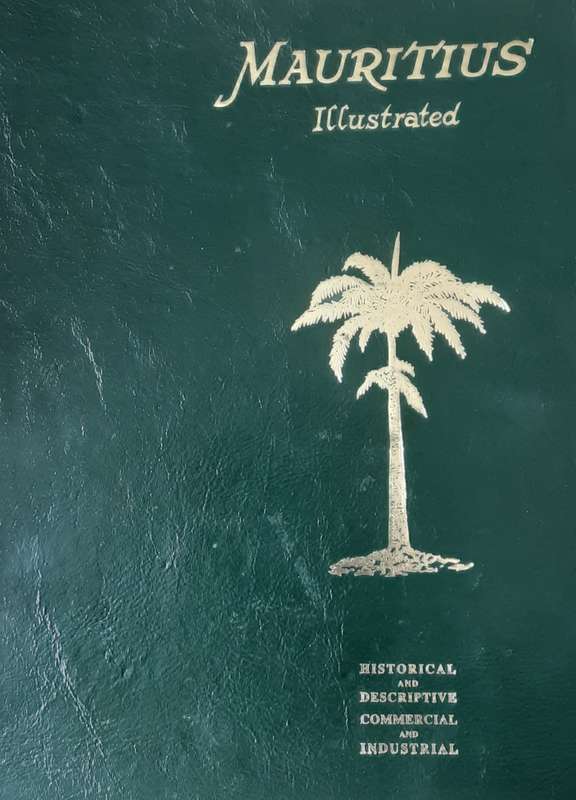 MAURITIUS
Illustrated
HISTORICAL
AND
DESCRIPTIVE
COMMERCIAL
AND
INDUSTRIAL